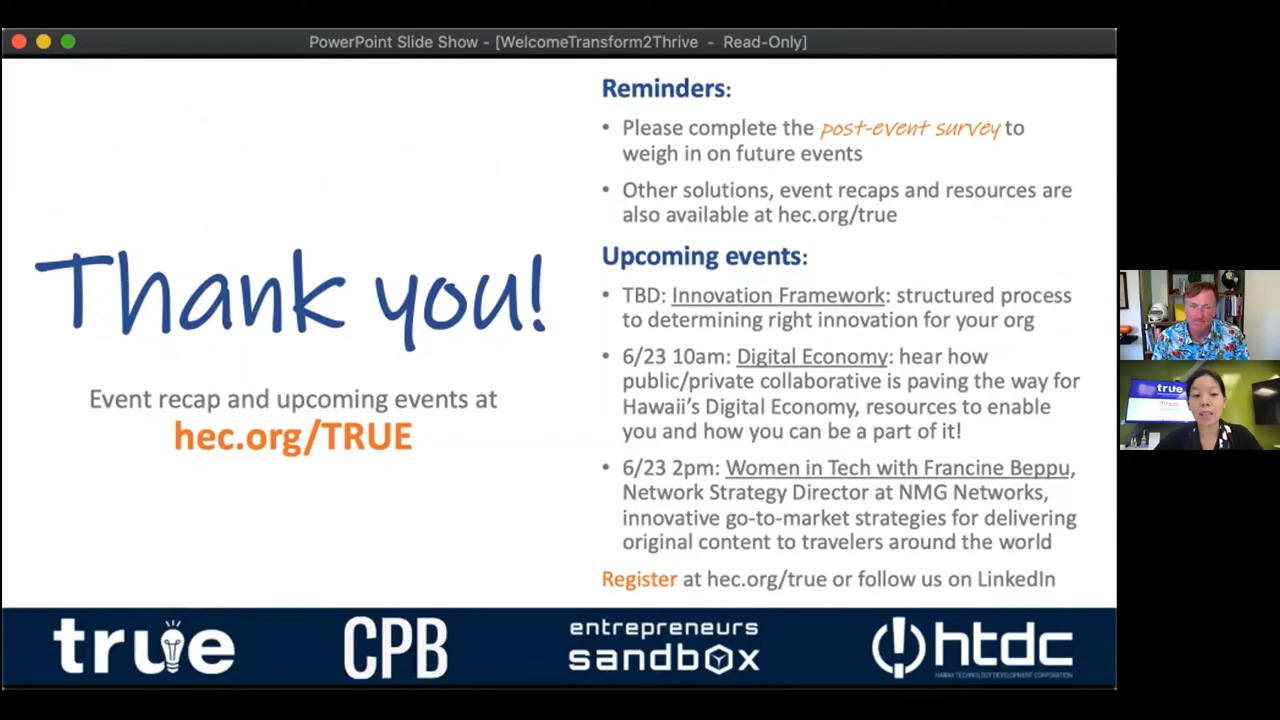 PowerPoint Slide Show - [WelcomeTransform2Thrive - Read-Only]
Thank you!
Event recap and upcoming events at
hec.org/TRUE
Reminders:
• Please complete the post-event survey to
weigh in on future events
• Other solutions, event recaps and resources are
also available at hec.org/true
Upcoming events:
• TBD: Innovation Framework: structured process
to determining right innovation for your org
• 6/23 10am: Digital Economy: hear how
public/private collaborative is paving the way for
Hawaii's Digital Economy, resources to enable
you and how you can be a part of it!
• 6/23 2pm: Women in Tech with Francine Beppu,
Network Strategy Director at NMG Networks,
innovative go-to-market strategies for delivering
original content to travelers around the world
Register at hec.org/true or follow us on LinkedIn
true
CPB
entrepreneurs
sandbox
htdc
HAWAII TECHNOLOGY DEVELOPMENT CORPORATION
true